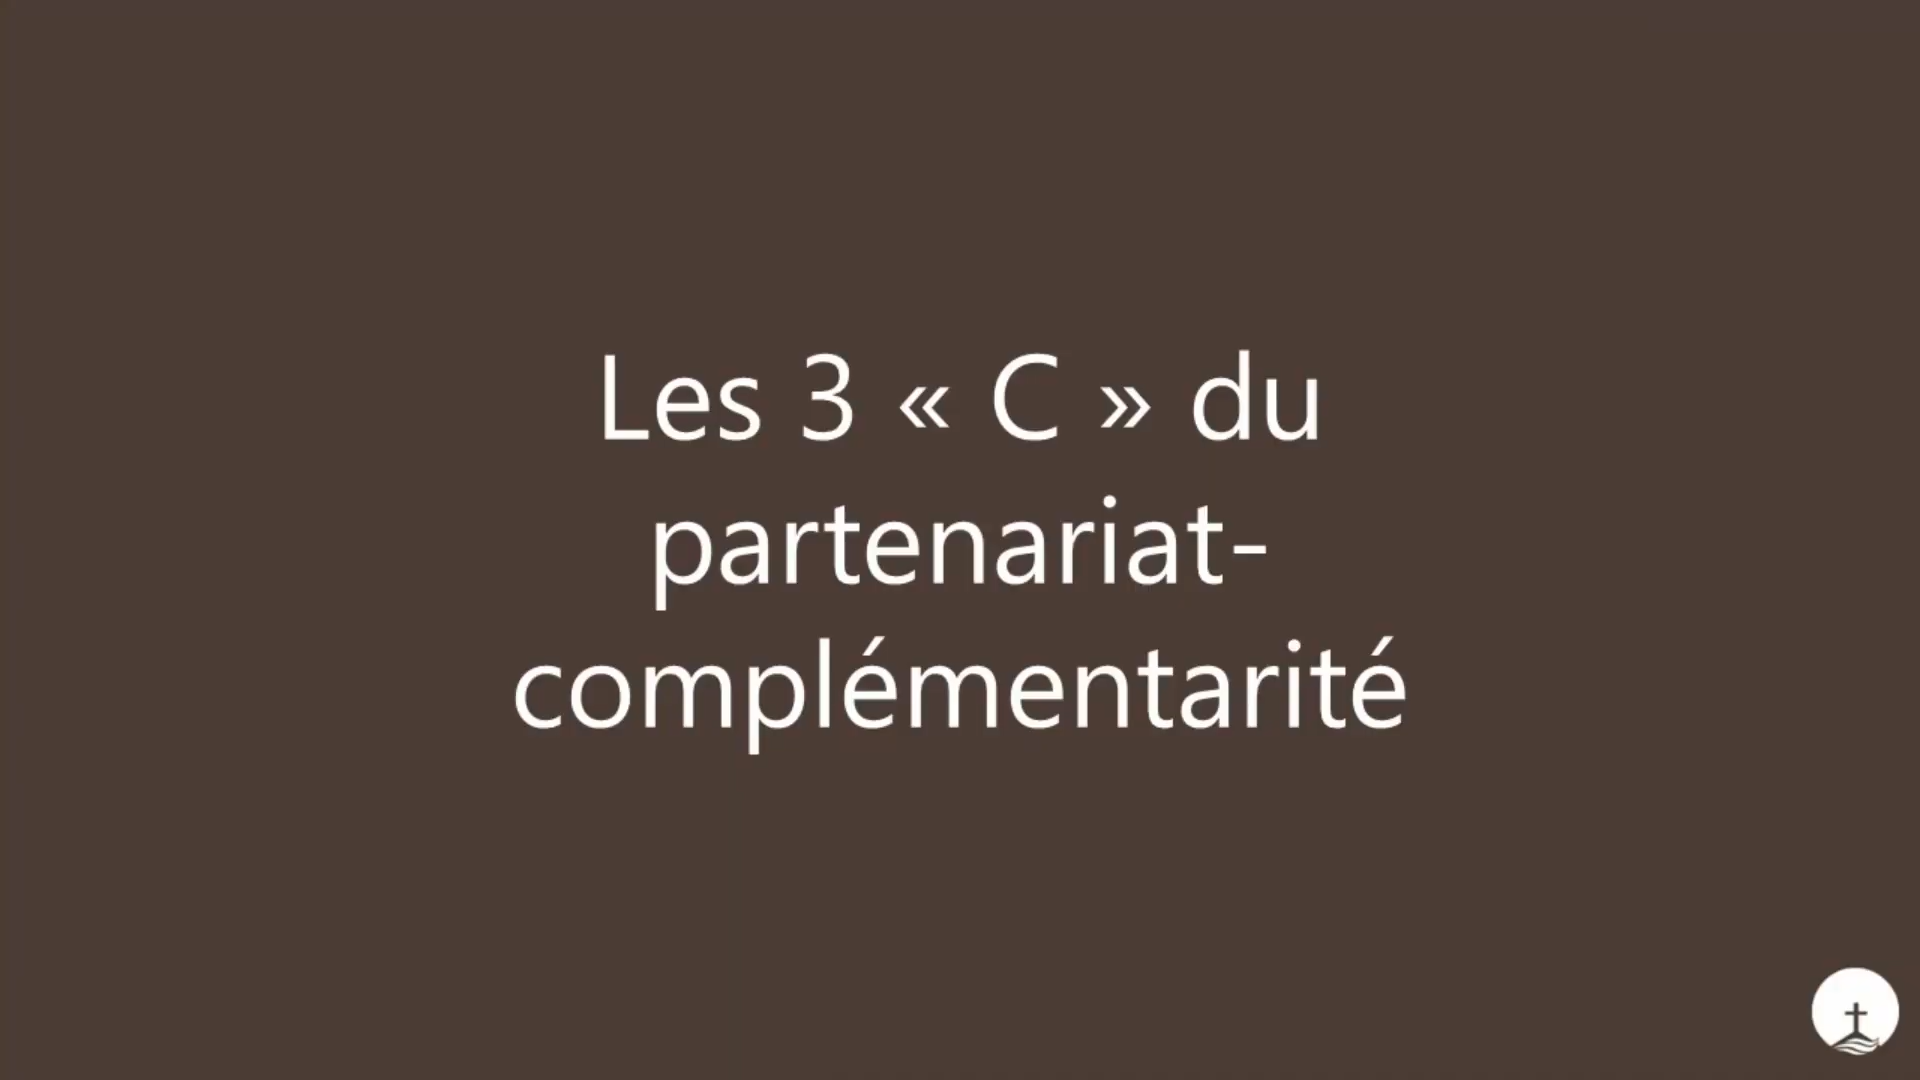 Les 3 « C » du
partenariat-
complémentarité